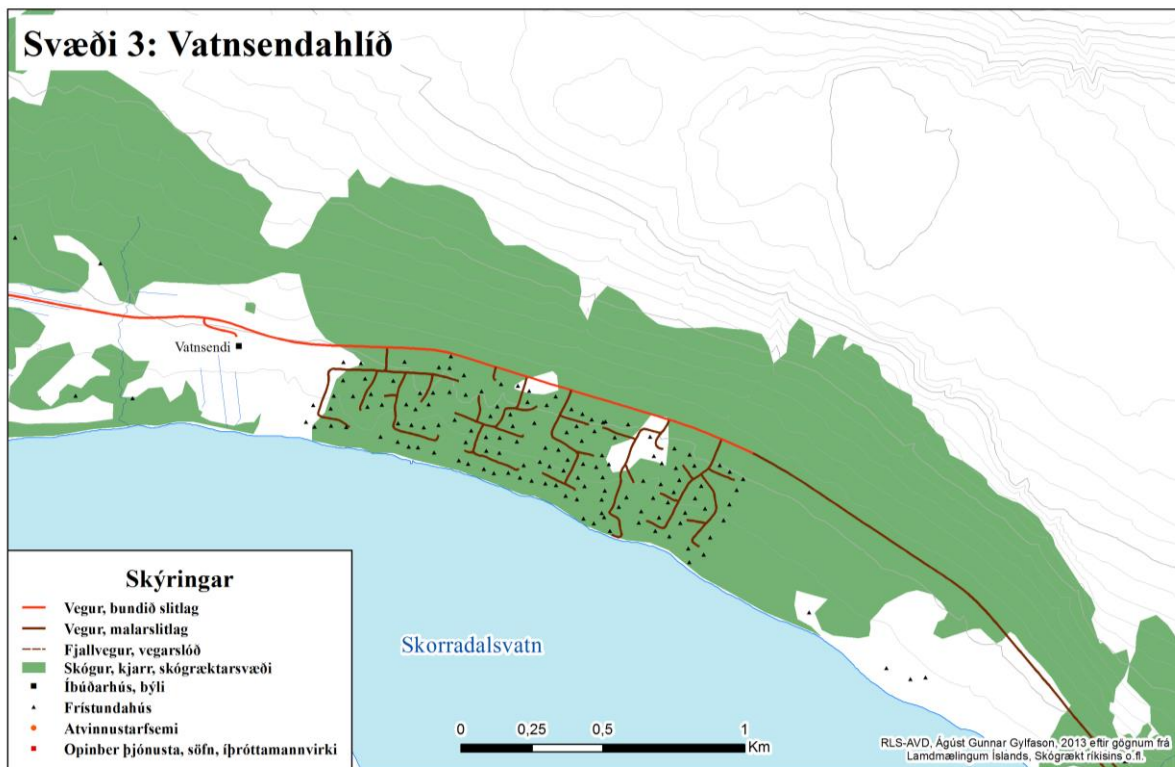 Svæði 3: Vatnsendahlíð
Vatnsendi
Skýringar
Vegur, bundið slitlag
Vegur, malarslitlag
Fjallvegur, vegarslóð
Skógur, kjarr, skógræktarsvæði
Íbúðarhús, býli
Frístundahús
Atvinnustarfsemi
Opinber þjónusta, söfn, íþróttamannvirki
Skorradalsvatn
0 0,25 0,5 1
Km
RLS-AVD, Ágúst Gunnar Gylfason, 2013 eftir gögnum frá
Lamdmælingum Íslands, Skógrækt ríkisins o.fl.